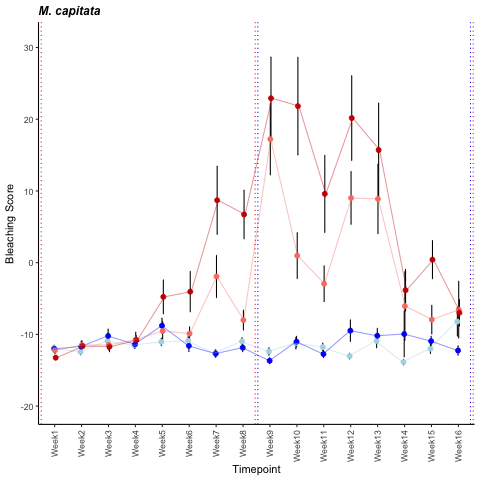 M. capitata
30
20
10
0
-10
-20
Bleaching Score
Week1
Week2
Week3
Week4
Week5
Week6
Week7
Week8
Week9
Week10
Week11
Week12
Week13
Week14
Week15
Week16
Timepoint